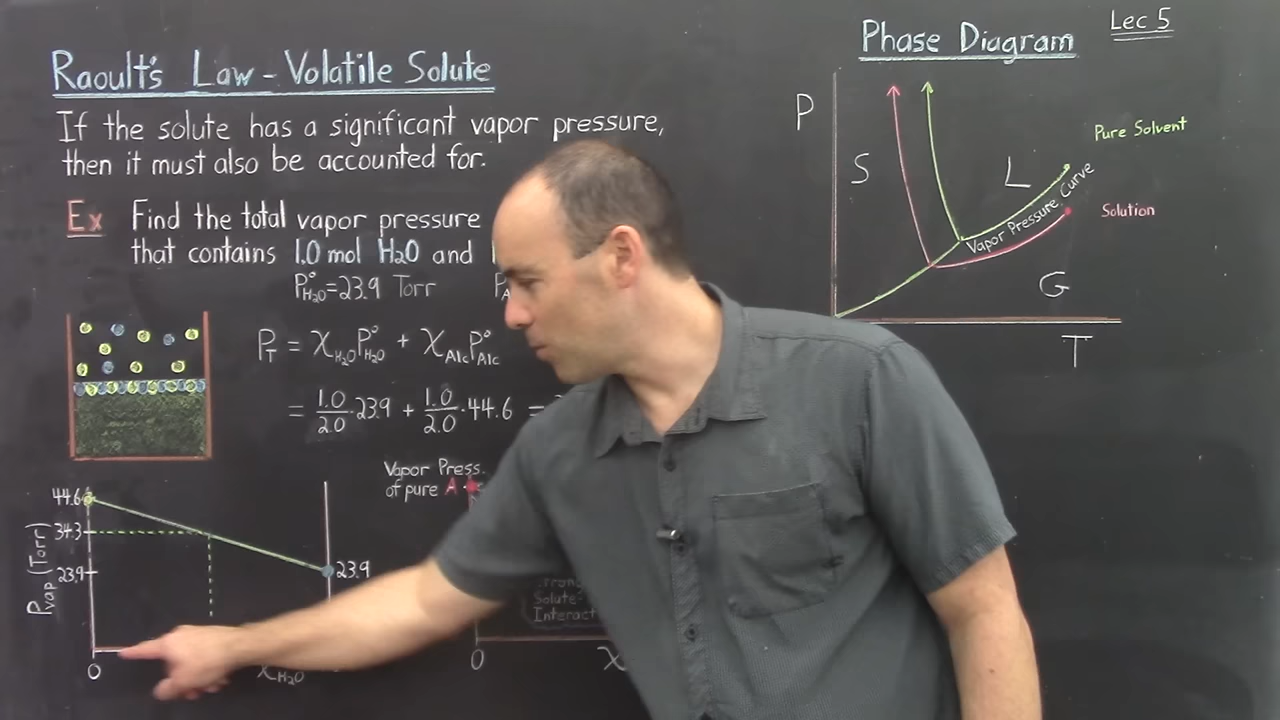 Lec 5
Raoult's Law - Volatile Solute
If the solute has a significant vapor pressure,
then it must also be accounted for.
Ex Find the total vapor pressure
that contains 1.0 mol H2O and
P°H2O = 23.9 Torr
P_T = χH2O P°H2O + χAlc P°Alc
= 1.0/2.0 · 23.9 + 1.0/2.0 · 44.6 =
Vapor Press.
of pure A
44.6
34.3
23.9
Pvap (Torr)
23.9
0
χH2O
Solute
Interact
0
χ
Phase Diagram
P
S
L
G
T
Pure Solvent
Vapor Pressure Curve
Solution